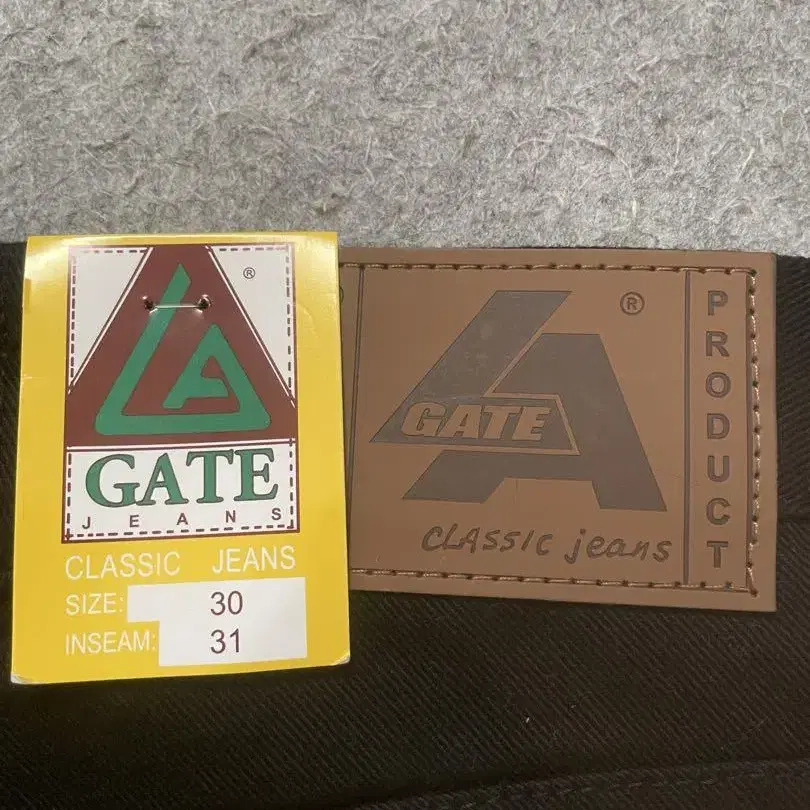 ®
GATE
JEANS
CLASSIC JEANS
SIZE: 30
INSEAM: 31
®
GATE
CLASSIC jeans
PRODUCT